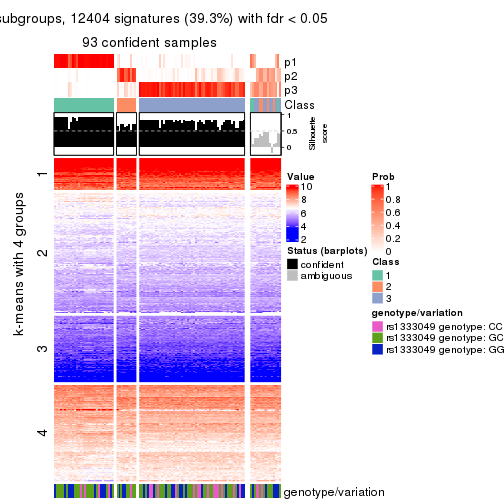 subgroups, 12404 signatures (39.3%) with fdr < 0.05
93 confident samples
p1
p2
p3
Class
1
0.5
0
Silhouette
score
k-means with 4 groups
1
2
3
4
genotype/variation
Value
10
8
6
4
2
Status (barplots)
confident
ambiguous
Prob
1
0.8
0.6
0.4
0.2
0
Class
1
2
3
genotype/variation
rs1333049 genotype: CC
rs1333049 genotype: GC
rs1333049 genotype: GG